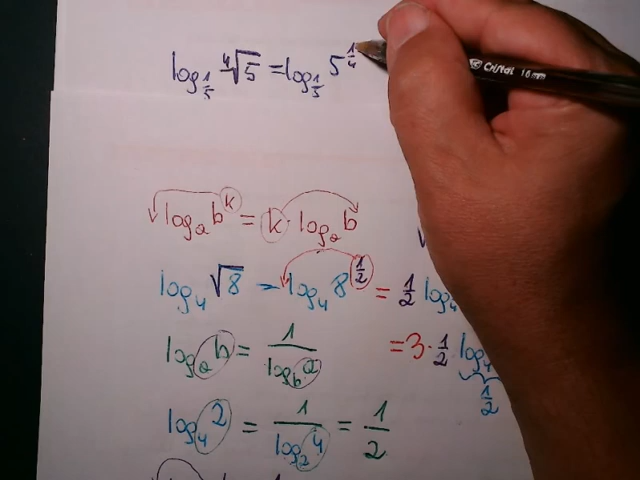 log_{1/5} ⁴√5 = log_{1/5} 5^{1/4}
Cristal 1.6mm
log_a b^k = k · log_a b
log_4 √8 = log_4 8^{1/2} = 1/2 log_4
log_a b = 1/log_b a
= 3 · 1/2 log_4
1/2
log_4 2 = 1/log_2 4 = 1/2